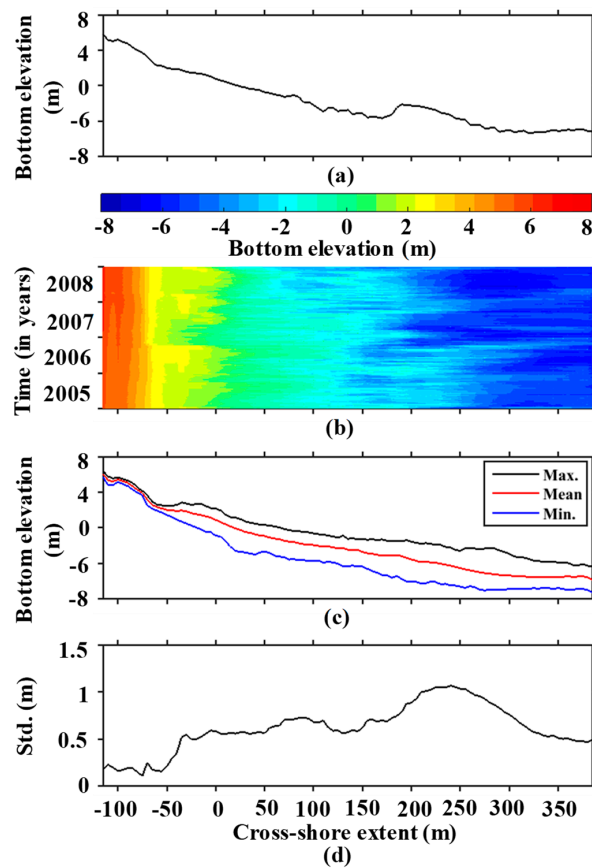 8
4
0
-6
-8
Bottom elevation
(m)
(a)
-8 -6 -4 -2 0 2 4 6 8
Bottom elevation (m)
2008
2007
2006
2005
Time (in years)
(b)
8
4
0
-6
-8
Bottom elevation
(m)
Max.
Mean
Min.
(c)
1.5
1
0.5
0
Std. (m)
-100 -50 0 50 100 150 200 250 300 350
Cross-shore extent (m)
(d)